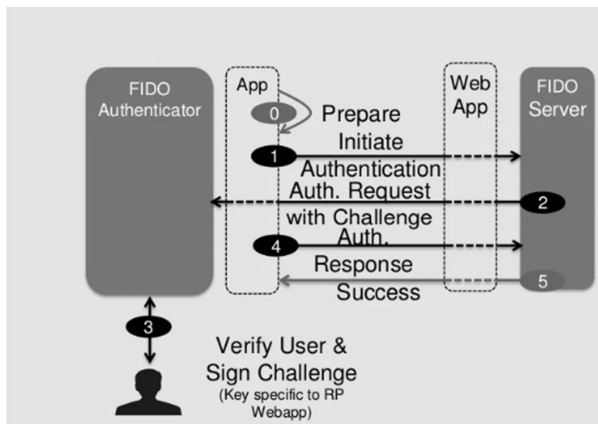 FIDO
Authenticator
App
Web
App
FIDO
Server
0
Prepare
1
Initiate
Authentication
Auth. Request
2
with Challenge
4
Auth.
Response
5
Success
3
Verify User &
Sign Challenge
(Key specific to RP
Webapp)